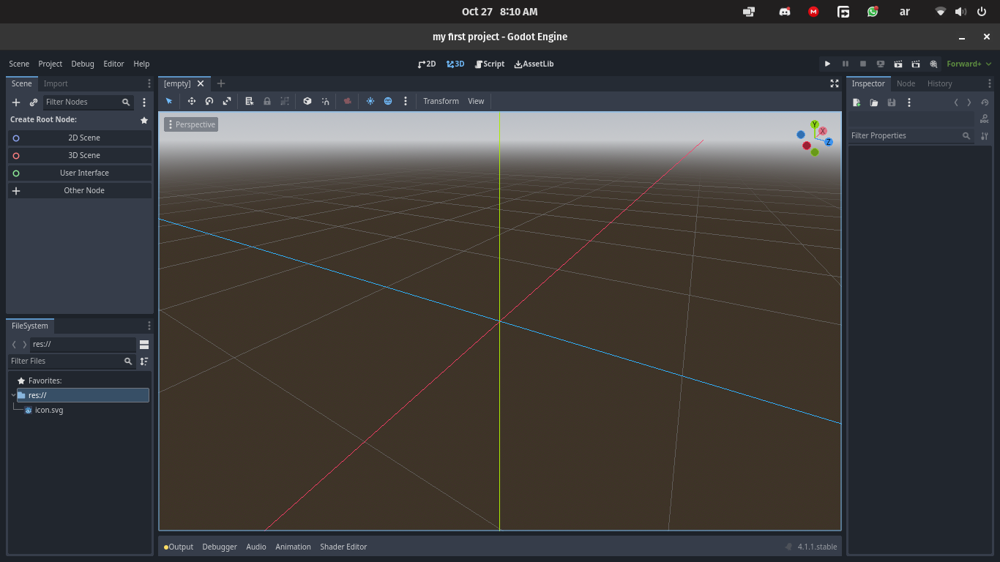 Oct 27 8:10 AM
ar
my first project - Godot Engine
Scene Project Debug Editor Help
2D 3D Script AssetLib
Forward+
Scene Import
[empty]
Inspector Node History
Filter Nodes
Transform View
Create Root Node:
2D Scene
3D Scene
User Interface
Other Node
Perspective
Y
X
Z
Filter Properties
FileSystem
res://
Filter Files
Favorites:
res://
icon.svg
Output Debugger Audio Animation Shader Editor
4.1.1.stable